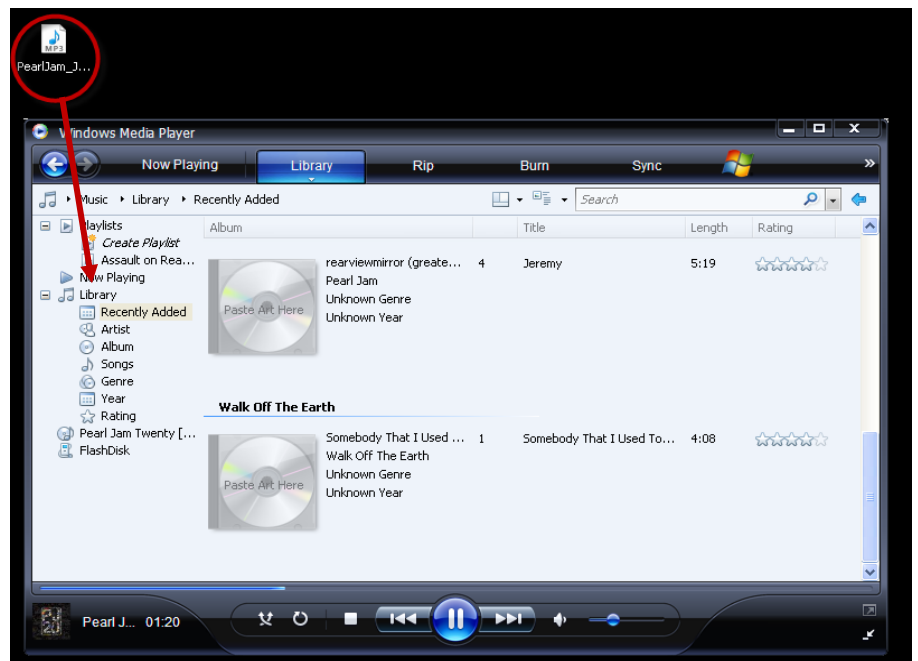 MP3
PearlJam_J...
Windows Media Player
Now Playing Library Rip Burn Sync
Music Library Recently Added Search
Playlists Album Title Length Rating
Create Playlist
Assault on Rea...
Now Playing
Library
Recently Added
Artist
Album
Songs
Genre
Year
Rating
Pearl Jam Twenty [...
FlashDisk
rearviewmirror (greate... 4 Jeremy 5:19
Pearl Jam
Unknown Genre
Unknown Year
Paste Art Here
Walk Off The Earth
Somebody That I Used ... 1 Somebody That I Used To... 4:08
Walk Off The Earth
Unknown Genre
Unknown Year
Paste Art Here
Pearl J... 01:20